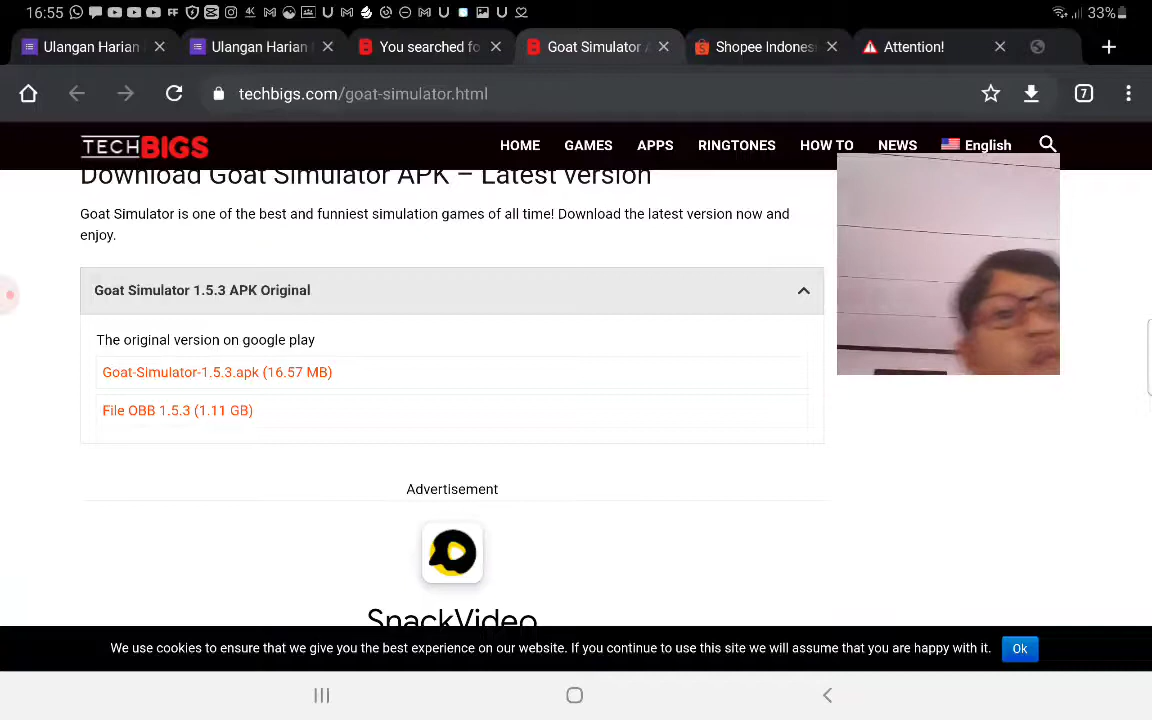 16:55
33%
Ulangan Harian
Ulangan Harian
You searched fo
Goat Simulator
Shopee Indones
Attention!
techbigs.com/goat-simulator.html
7
TECHBIGS
HOME
GAMES
APPS
RINGTONES
HOW TO
NEWS
English
Download Goat Simulator APK – Latest version
Goat Simulator is one of the best and funniest simulation games of all time! Download the latest version now and
enjoy.
Goat Simulator 1.5.3 APK Original
The original version on google play
Goat-Simulator-1.5.3.apk (16.57 MB)
File OBB 1.5.3 (1.11 GB)
Advertisement
SnackVideo
We use cookies to ensure that we give you the best experience on our website. If you continue to use this site we will assume that you are happy with it.
Ok